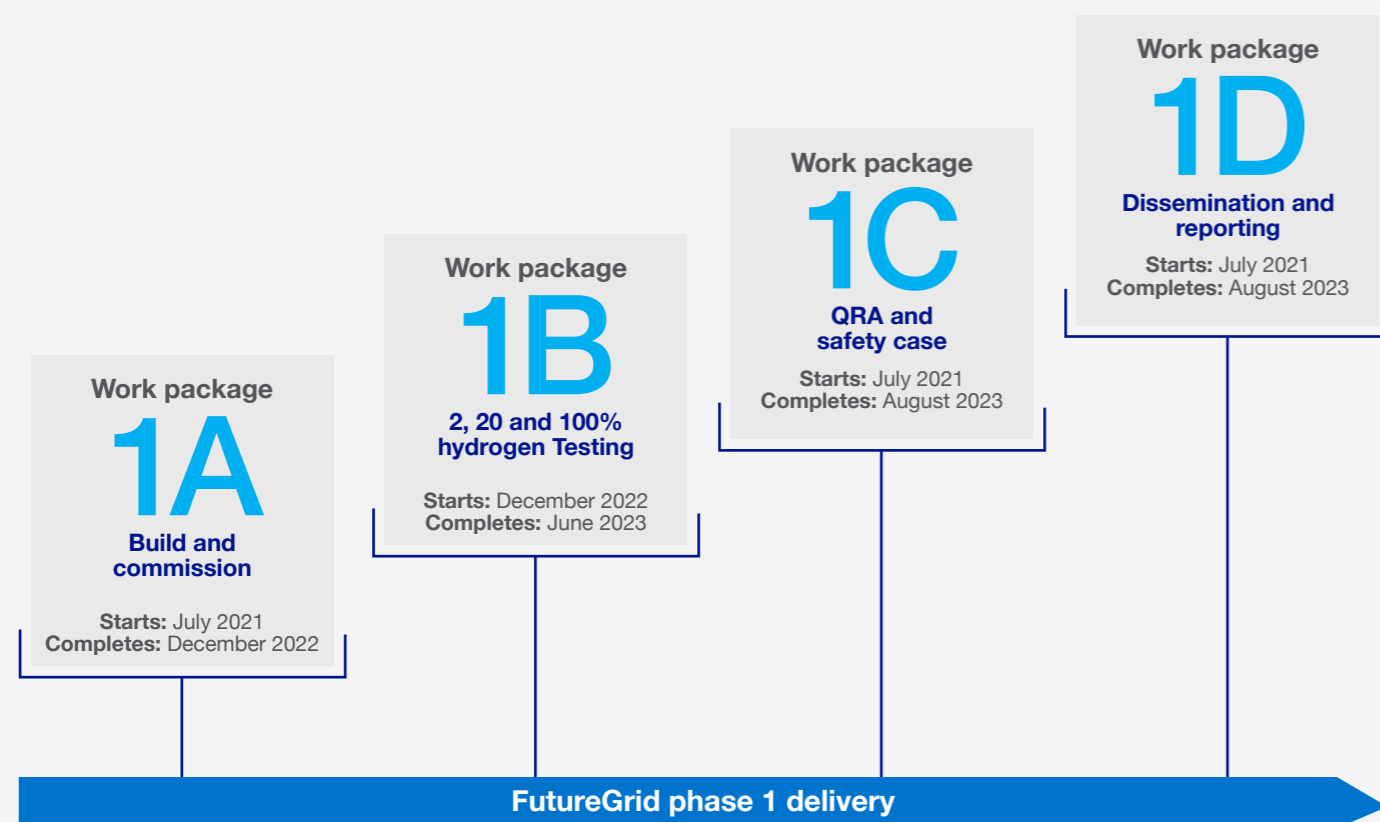 Work package
1A
Build and
commission
Starts: July 2021
Completes: December 2022
Work package
1B
2, 20 and 100%
hydrogen Testing
Starts: December 2022
Completes: June 2023
Work package
1C
QRA and
safety case
Starts: July 2021
Completes: August 2023
Work package
1D
Dissemination and
reporting
Starts: July 2021
Completes: August 2023
FutureGrid phase 1 delivery